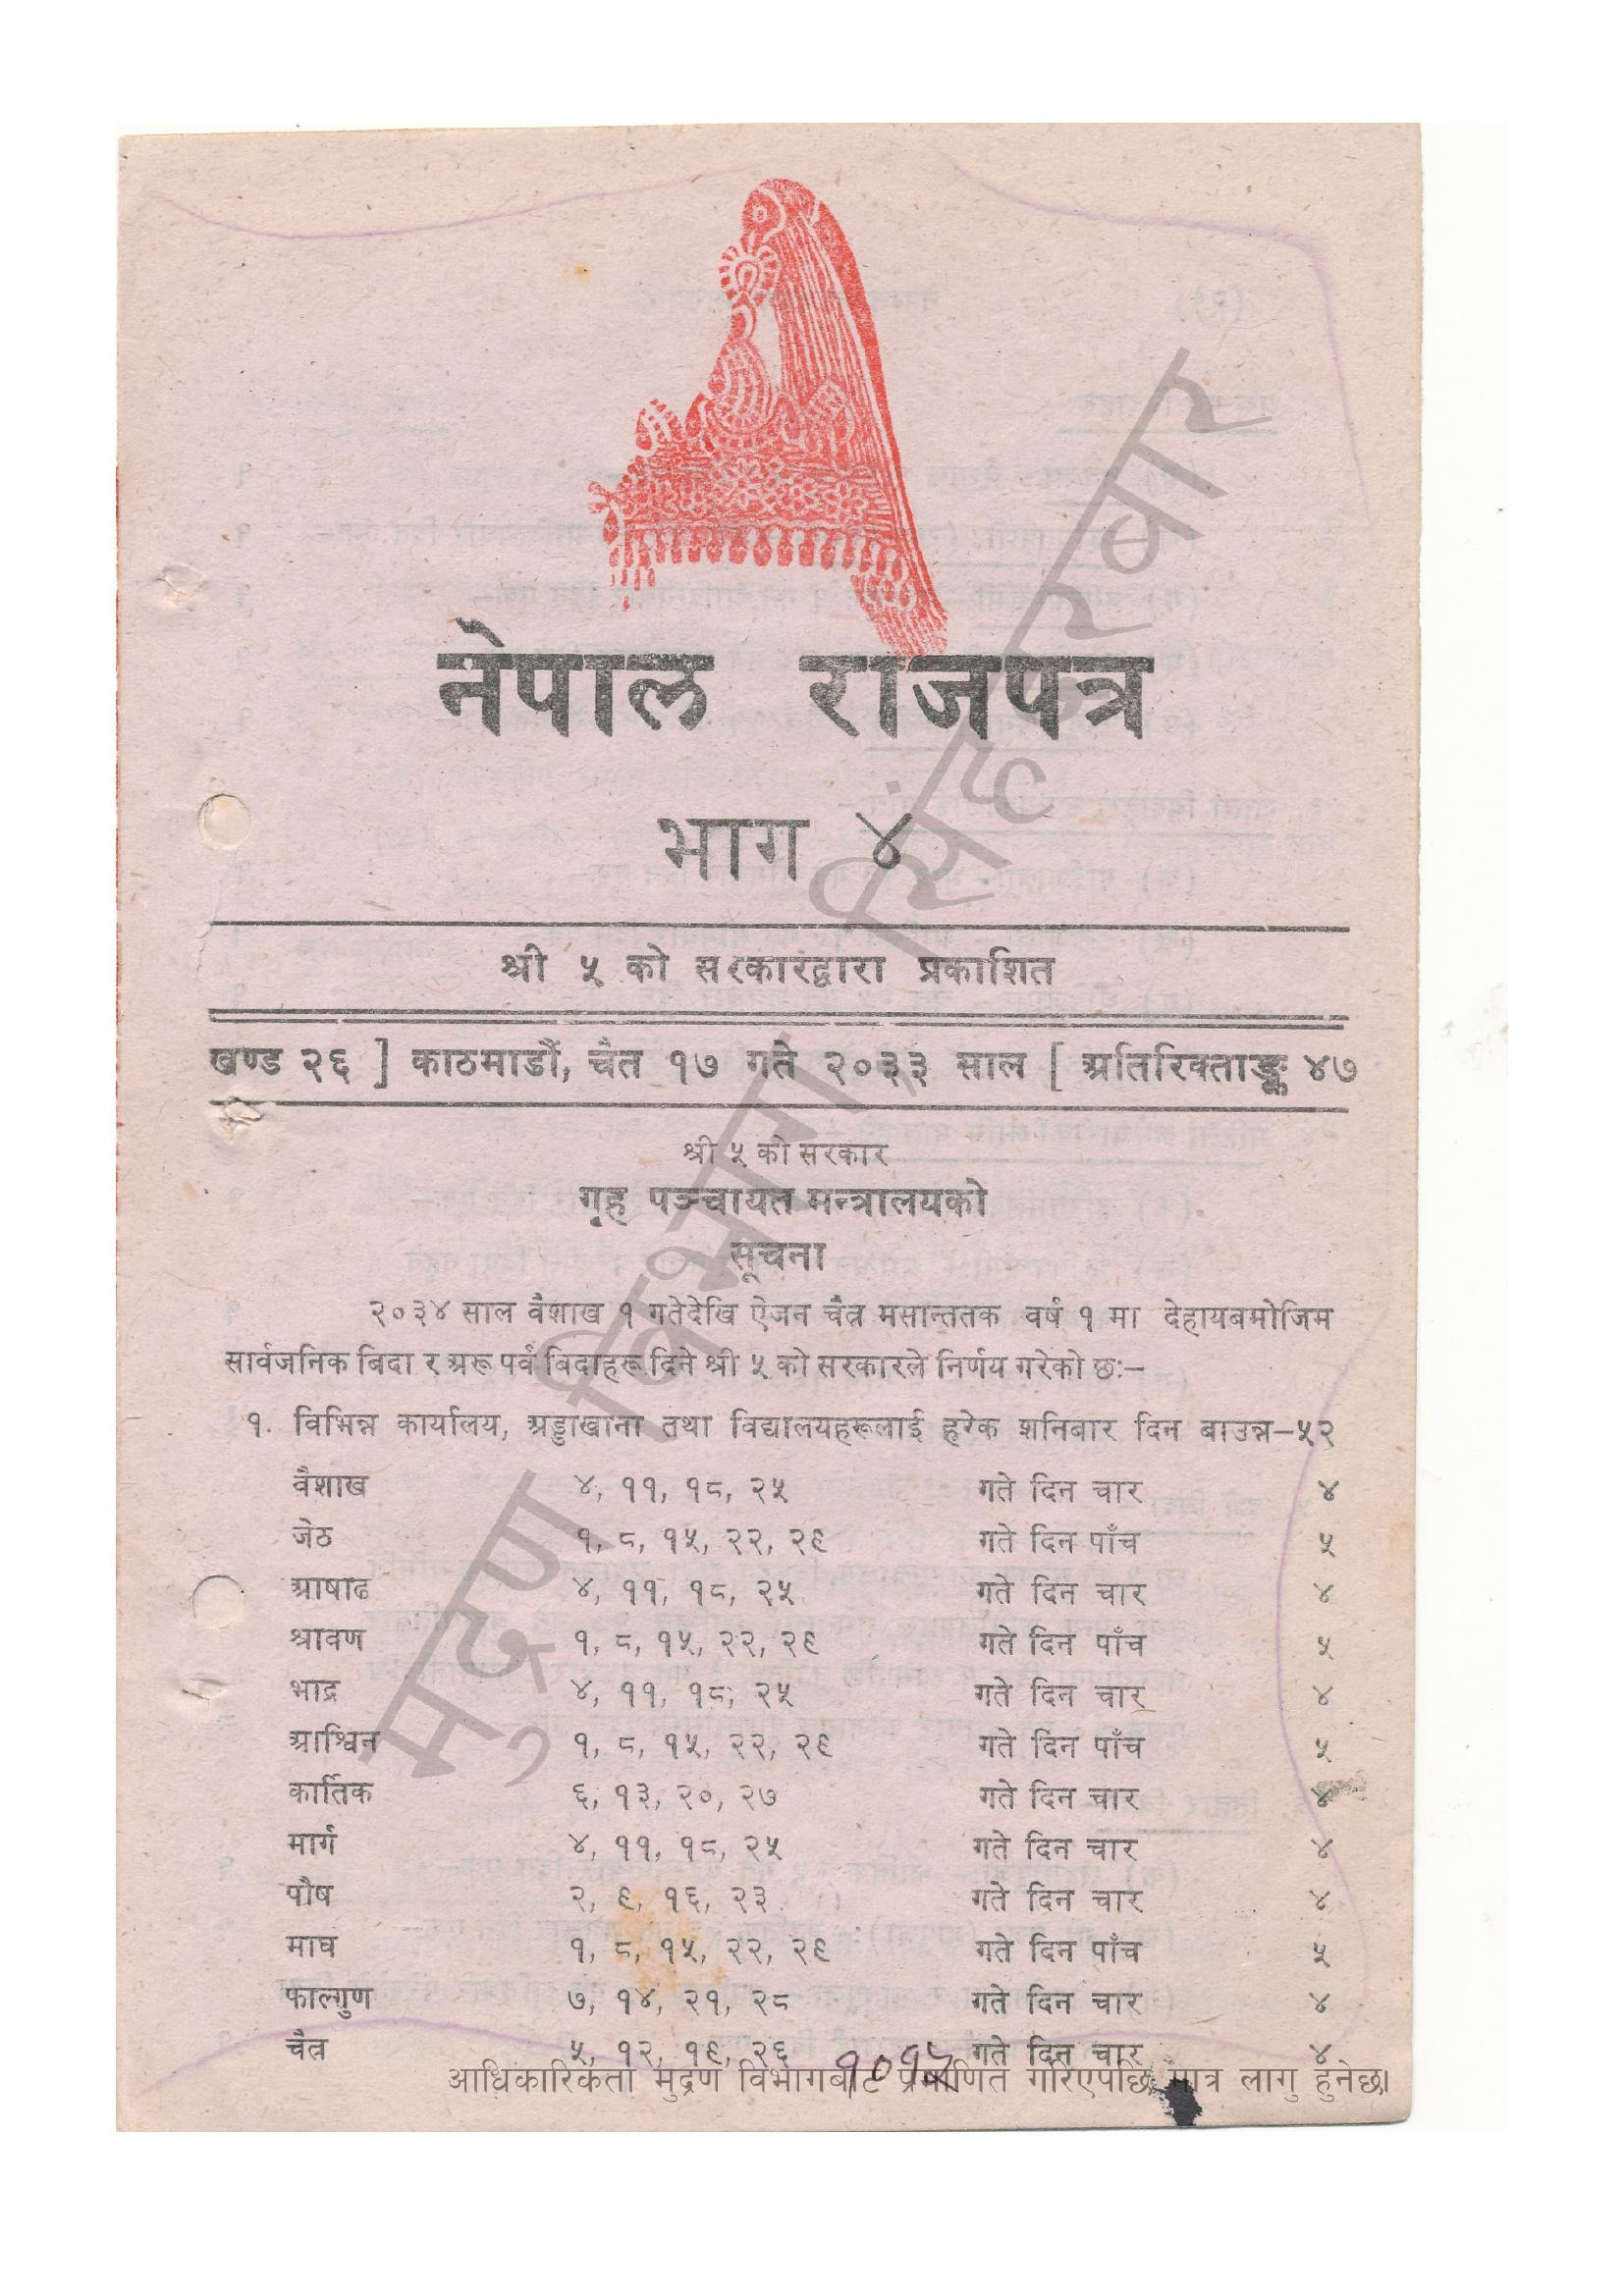 नेपाल राजपत्र
भाग ४
श्री ५ को सरकारद्वारा प्रकाशित
खण्ड २६ ] काठमाडौं, चैत १७ गते २०३३ साल [ अतिरिक्ताङ्क ४७
श्री ५ को सरकार
गृह पञ्चायत मन्त्रालयको
सूचना
२०३४ साल वैशाख १ गतेदेखि ऐजन चैत्र मसान्ततक वर्ष १ मा देहायबमोजिम
सार्वजनिक बिदा र अरू पर्व बिदाहरू दिने श्री ५ को सरकारले निर्णय गरेको छः–
१. विभिन्न कार्यालय, अड्डाखाना तथा विद्यालयहरूलाई हरेक शनिबार दिन बाउन्न–५२
वैशाख ४, ११, १८, २५ गते दिन चार ४
जेठ १, ८, १५, २२, २९ गते दिन पाँच ५
आषाढ ४, ११, १८, २५ गते दिन चार ४
श्रावण १, ८, १५, २२, २९ गते दिन पाँच ५
भाद्र ४, ११, १८, २५ गते दिन चार ४
आश्विन १, ८, १५, २२, २९ गते दिन पाँच ५
कार्तिक ६, १३, २०, २७ गते दिन चार ४
मार्ग ४, ११, १८, २५ गते दिन चार ४
पौष २, ९, १६, २३ गते दिन चार ४
माघ १, ८, १५, २२, २९ गते दिन पाँच ५
फाल्गुण ७, १४, २१, २८ गते दिन चार ४
चैत्र ५, १२, १९, २६ गते दिन चार ४
१०१५
आधिकारिकता मुद्रण विभागबाट प्रमाणित गरिएपछि मात्र लागु हुनेछ।
मुद्रण विभाग, सिंहदरबार